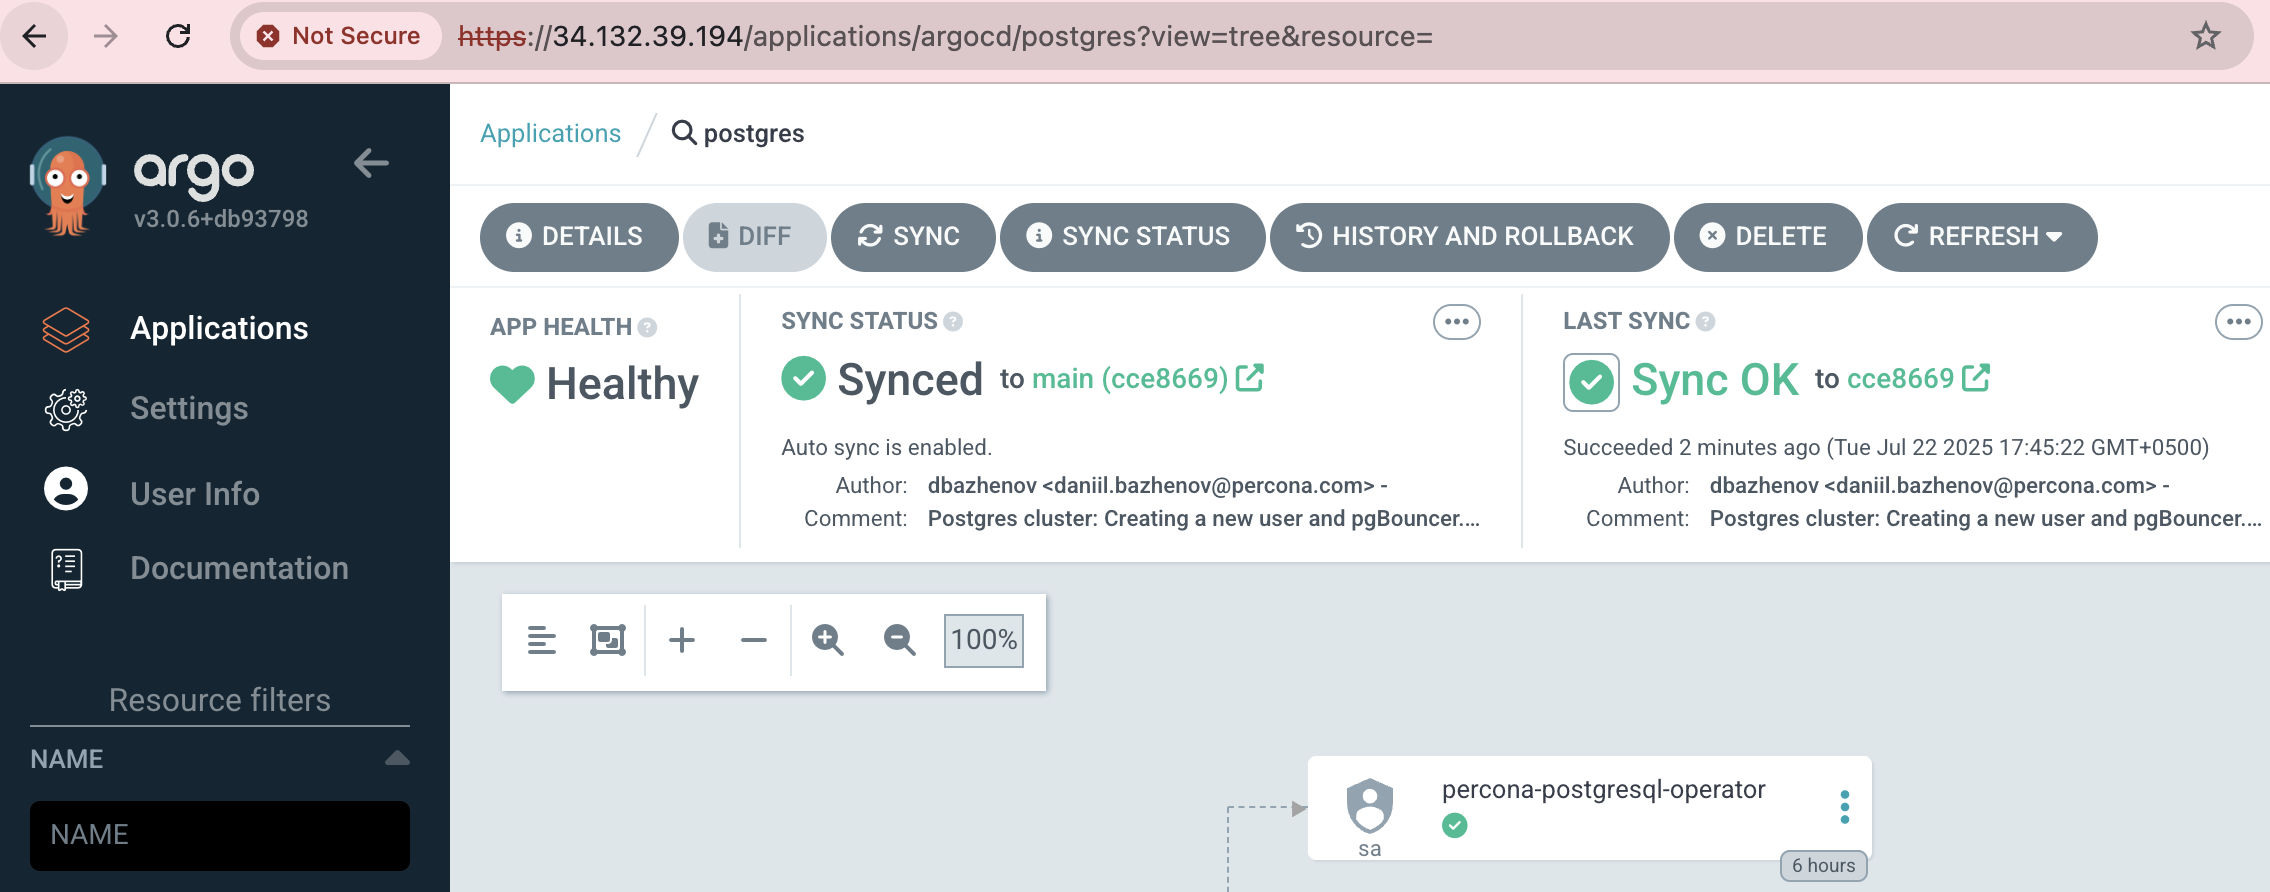 Not Secure https://34.132.39.194/applications/argocd/postgres?view=tree&resource=
argo
v3.0.6+db93798
Applications
Settings
User Info
Documentation
Resource filters
NAME
NAME
Applications / postgres
DETAILS DIFF SYNC SYNC STATUS HISTORY AND ROLLBACK DELETE REFRESH
APP HEALTH
Healthy
SYNC STATUS
Synced to main (cce8669)
Auto sync is enabled.
Author: dbazhenov <daniil.bazhenov@percona.com> -
Comment: Postgres cluster: Creating a new user and pgBouncer....
LAST SYNC
Sync OK to cce8669
Succeeded 2 minutes ago (Tue Jul 22 2025 17:45:22 GMT+0500)
Author: dbazhenov <daniil.bazhenov@percona.com> -
Comment: Postgres cluster: Creating a new user and pgBouncer....
100%
percona-postgresql-operator
sa
6 hours